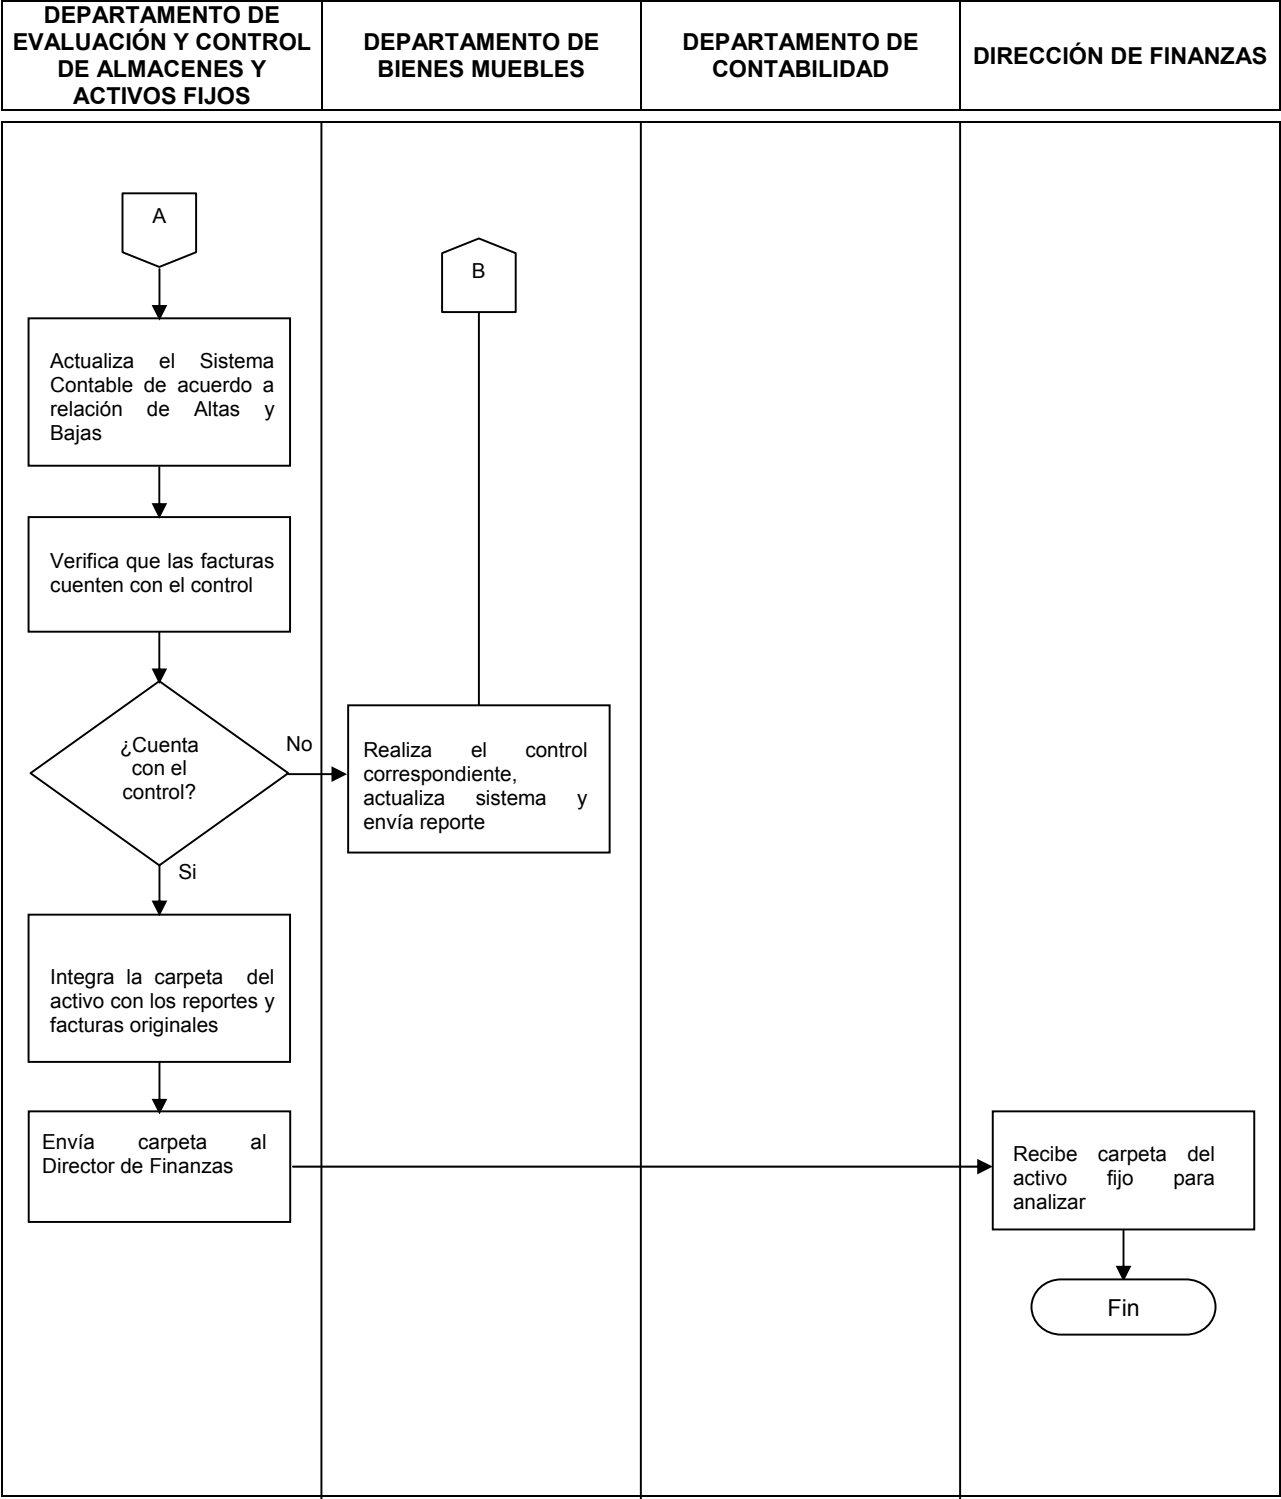 DEPARTAMENTO DE
EVALUACIÓN Y CONTROL
DE ALMACENES Y
ACTIVOS FIJOS
DEPARTAMENTO DE
BIENES MUEBLES
DEPARTAMENTO DE
CONTABILIDAD
DIRECCIÓN DE FINANZAS
A
B
Actualiza el Sistema
Contable de acuerdo a
relación de Altas y
Bajas
Verifica que las facturas
cuenten con el control
¿Cuenta
con el
control?
No
Realiza el control
correspondiente,
actualiza sistema y
envía reporte
Si
Integra la carpeta del
activo con los reportes y
facturas originales
Envía carpeta al
Director de Finanzas
Recibe carpeta del
activo fijo para
analizar
Fin